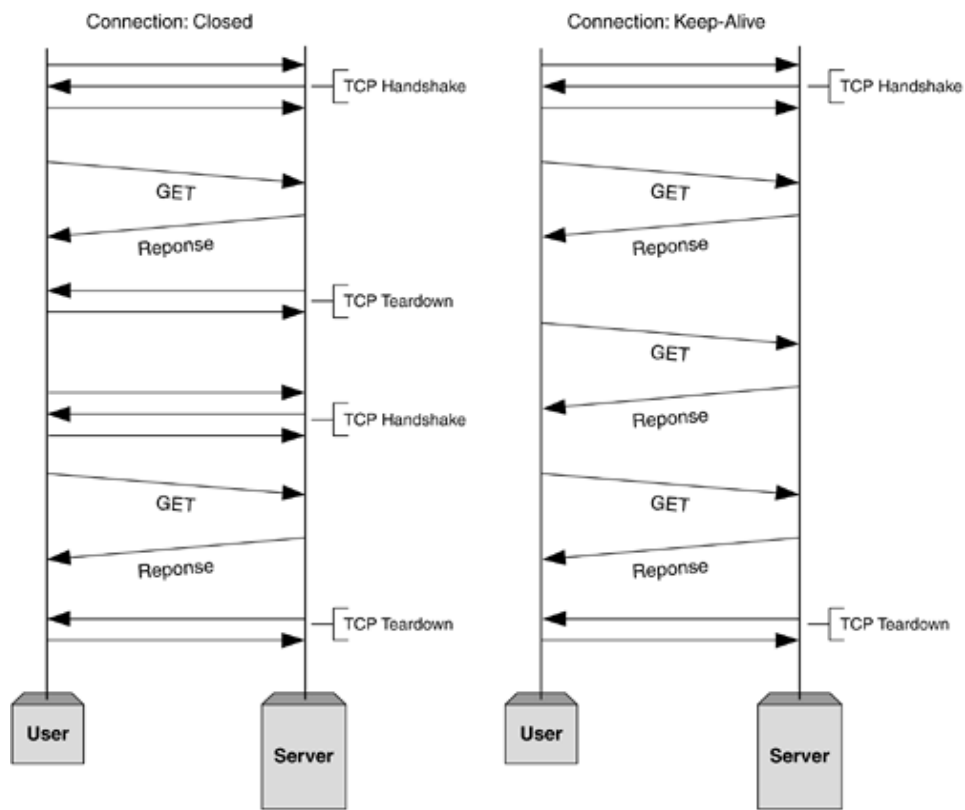 Connection: Closed
TCP Handshake
GET
Reponse
TCP Teardown
TCP Handshake
GET
Reponse
TCP Teardown
User
Server
Connection: Keep-Alive
TCP Handshake
GET
Reponse
GET
Reponse
GET
Reponse
TCP Teardown
User
Server